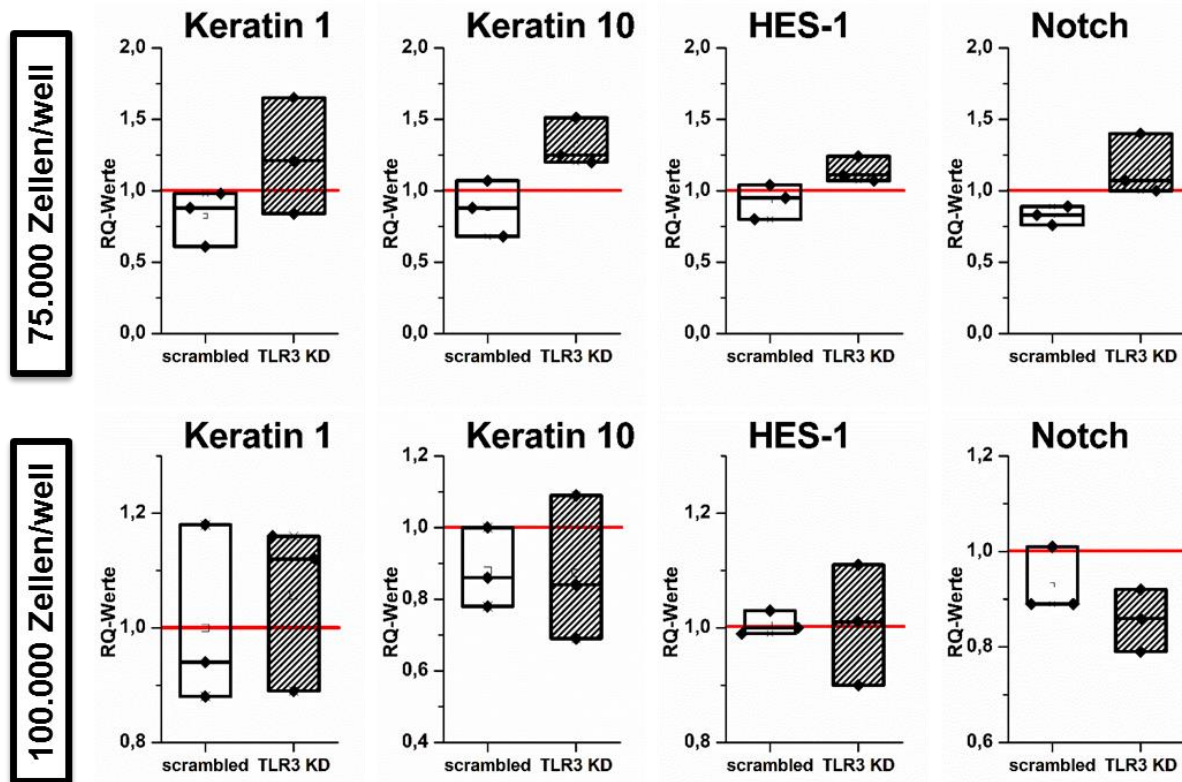 75.000 Zellen/well
Keratin 1
2,0
1,5
1,0
0,5
0,0
RQ-Werte
scrambled TLR3 KD
Keratin 10
2,0
1,5
1,0
0,5
0,0
RQ-Werte
scrambled TLR3 KD
HES-1
2,0
1,5
1,0
0,5
0,0
RQ-Werte
scrambled TLR3 KD
Notch
2,0
1,5
1,0
0,5
0,0
RQ-Werte
scrambled TLR3 KD
100.000 Zellen/well
Keratin 1
1,2
1,0
0,8
RQ-Werte
scrambled TLR3 KD
Keratin 10
1,2
1,0
0,8
0,6
0,4
RQ-Werte
scrambled TLR3 KD
HES-1
1,2
1,0
0,8
RQ-Werte
scrambled TLR3 KD
Notch
1,2
1,0
0,8
0,6
RQ-Werte
scrambled TLR3 KD